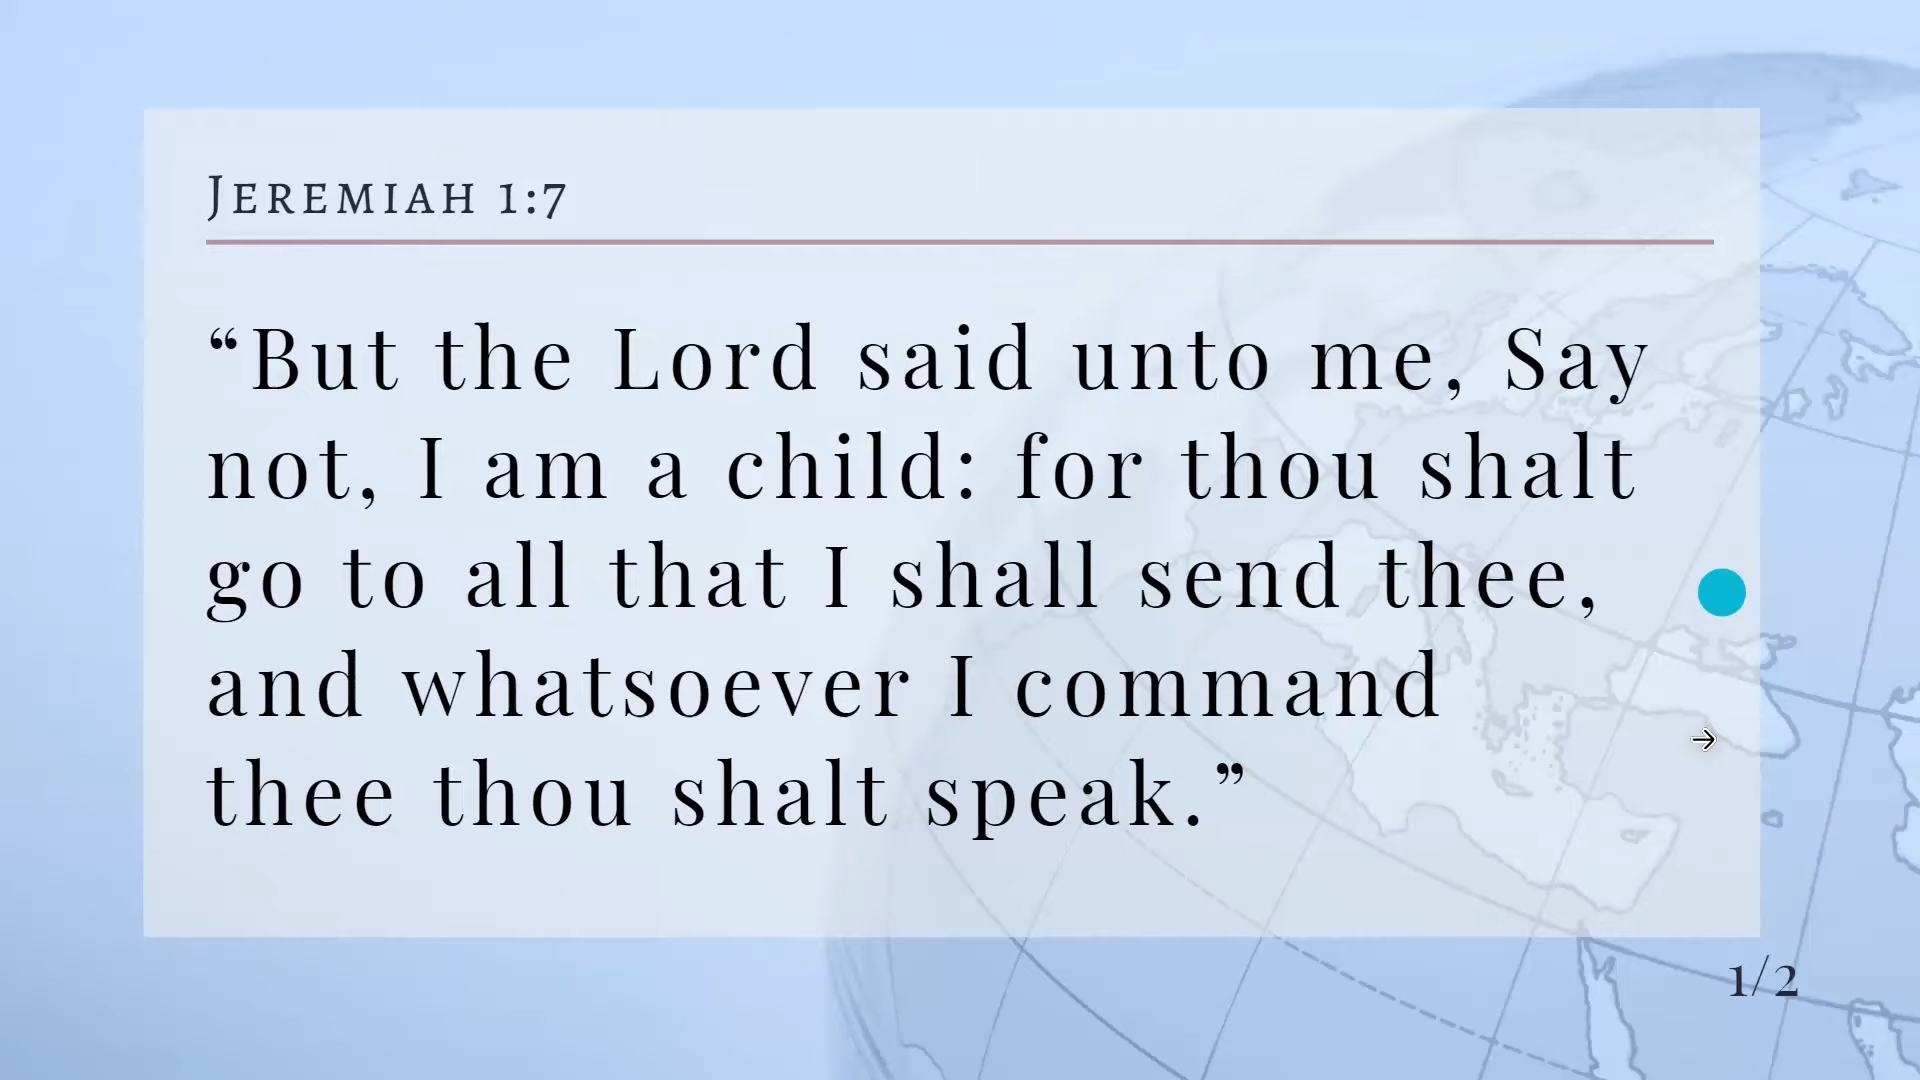 Jeremiah 1:7
“But the Lord said unto me, Say
not, I am a child: for thou shalt
go to all that I shall send thee,
and whatsoever I command
thee thou shalt speak.”
1/2